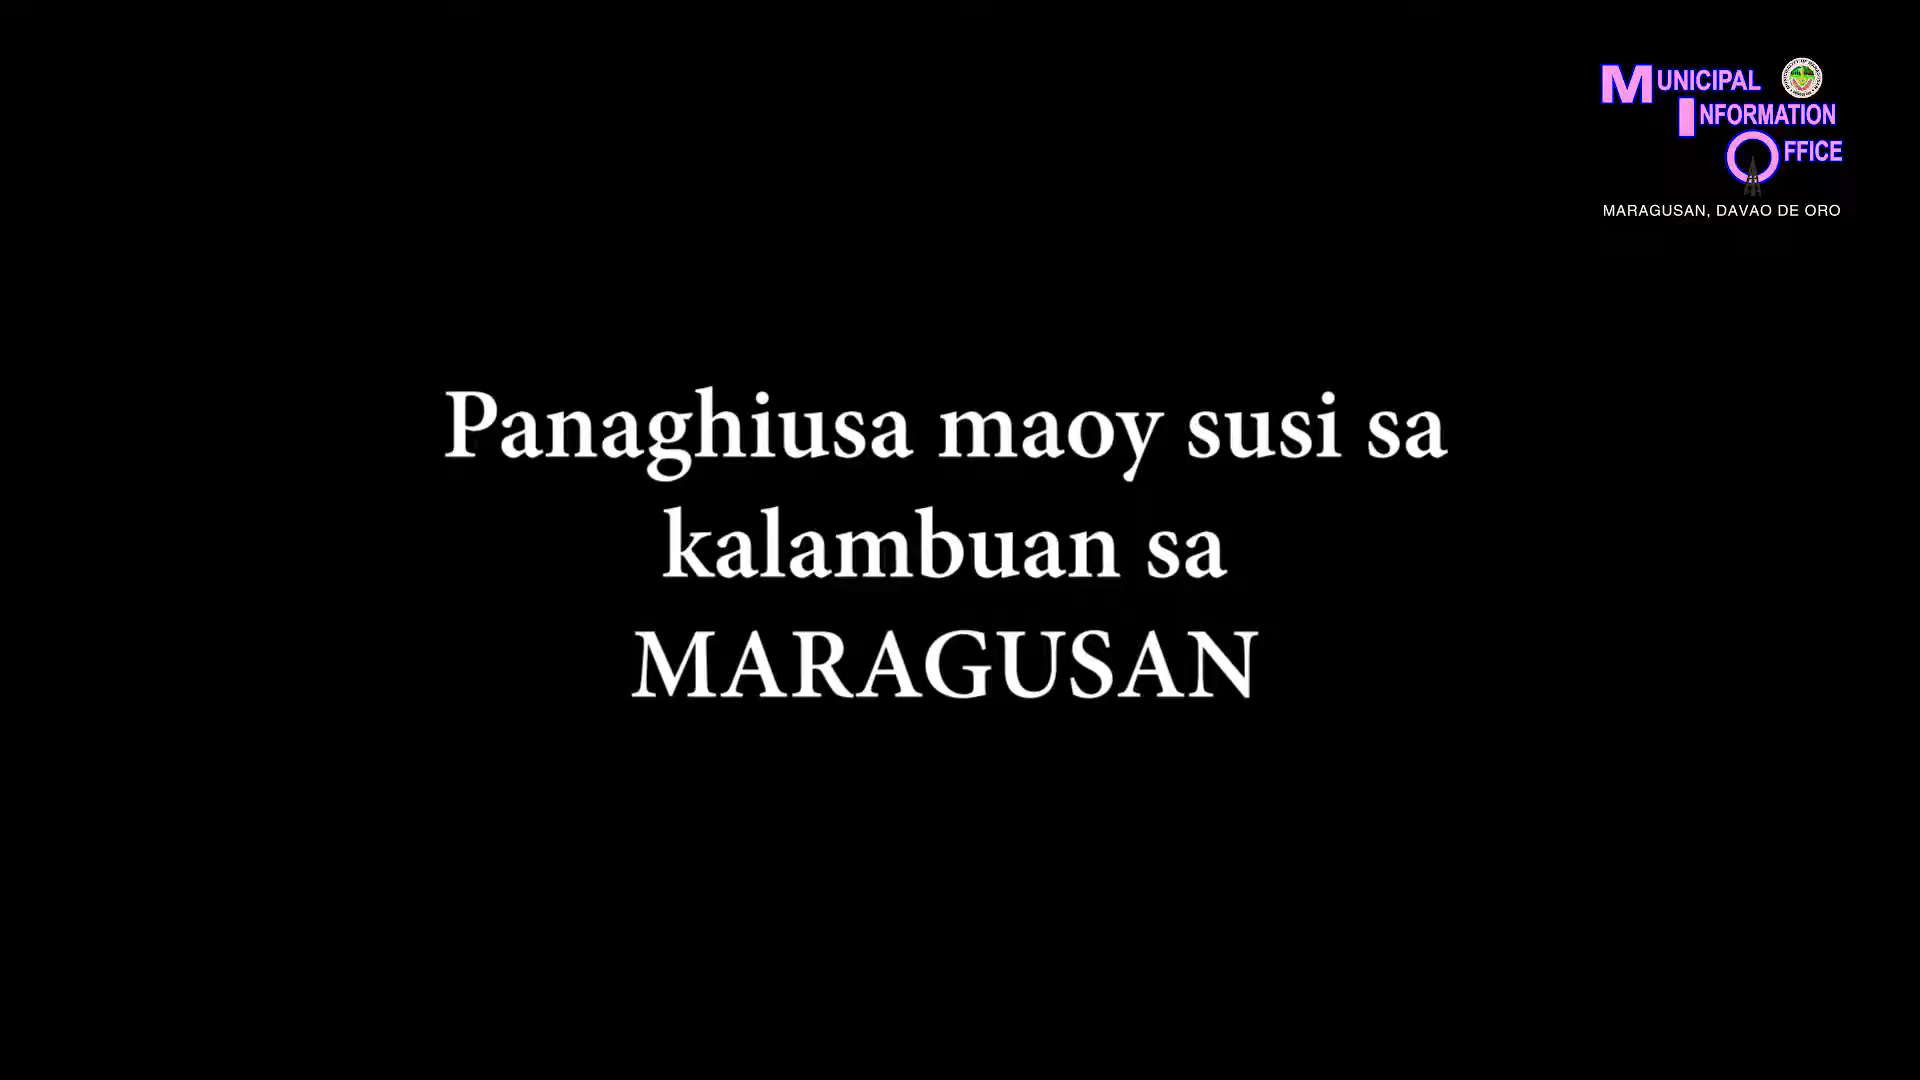 MUNICIPAL
INFORMATION
OFFICE
MARAGUSAN, DAVAO DE ORO
Panaghiusa maoy susi sa
kalambuan sa
MARAGUSAN